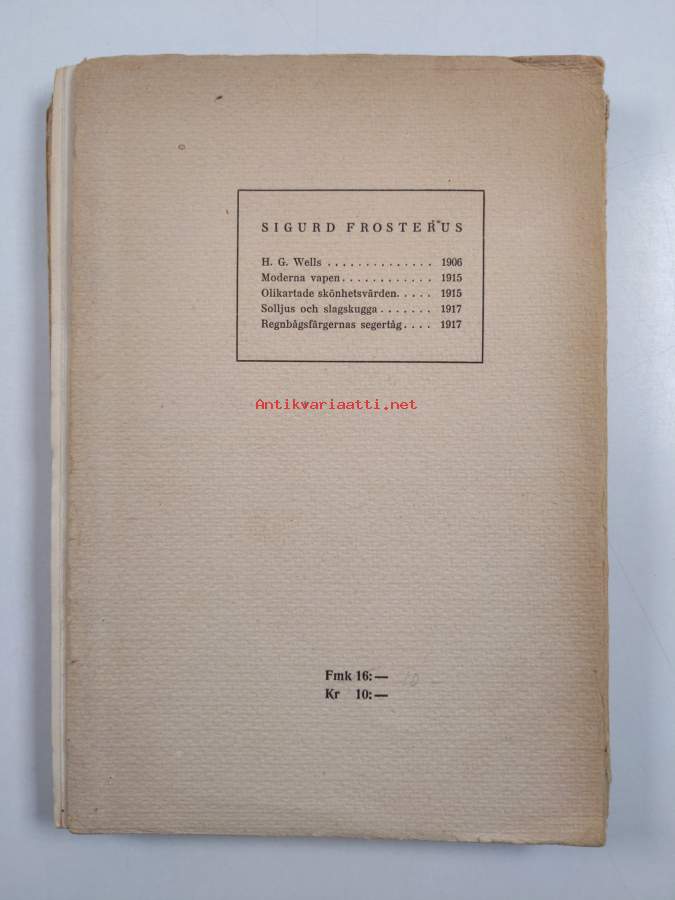 SIGURD FROSTERUS
H. G. Wells .............. 1906
Moderna vapen............ 1915
Olikartade skönhetsvärden..... 1915
Solljus och slagskugga....... 1917
Regnbågsfärgernas segertåg.... 1917
Antikvariaatti.net
Fmk 16:—
Kr 10:—